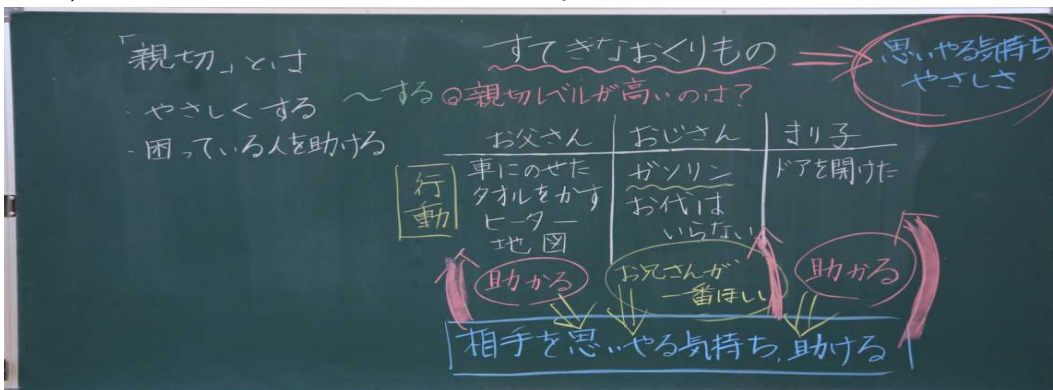 「親切」とは
・やさしくする
・困っている人を助ける
すてきなおくりもの
思いやる気持ち
やさしさ
〜する ◎親切レベルが高いのは？
お父さん
おじさん
まり子
行動
車にのせた
タオルをかす
ヒーター
地図
ガソリン
お代は
いらない
ドアを開けた
助かる
お兄さんが
一番ほしい
助かる
相手を思いやる気持ち、助ける